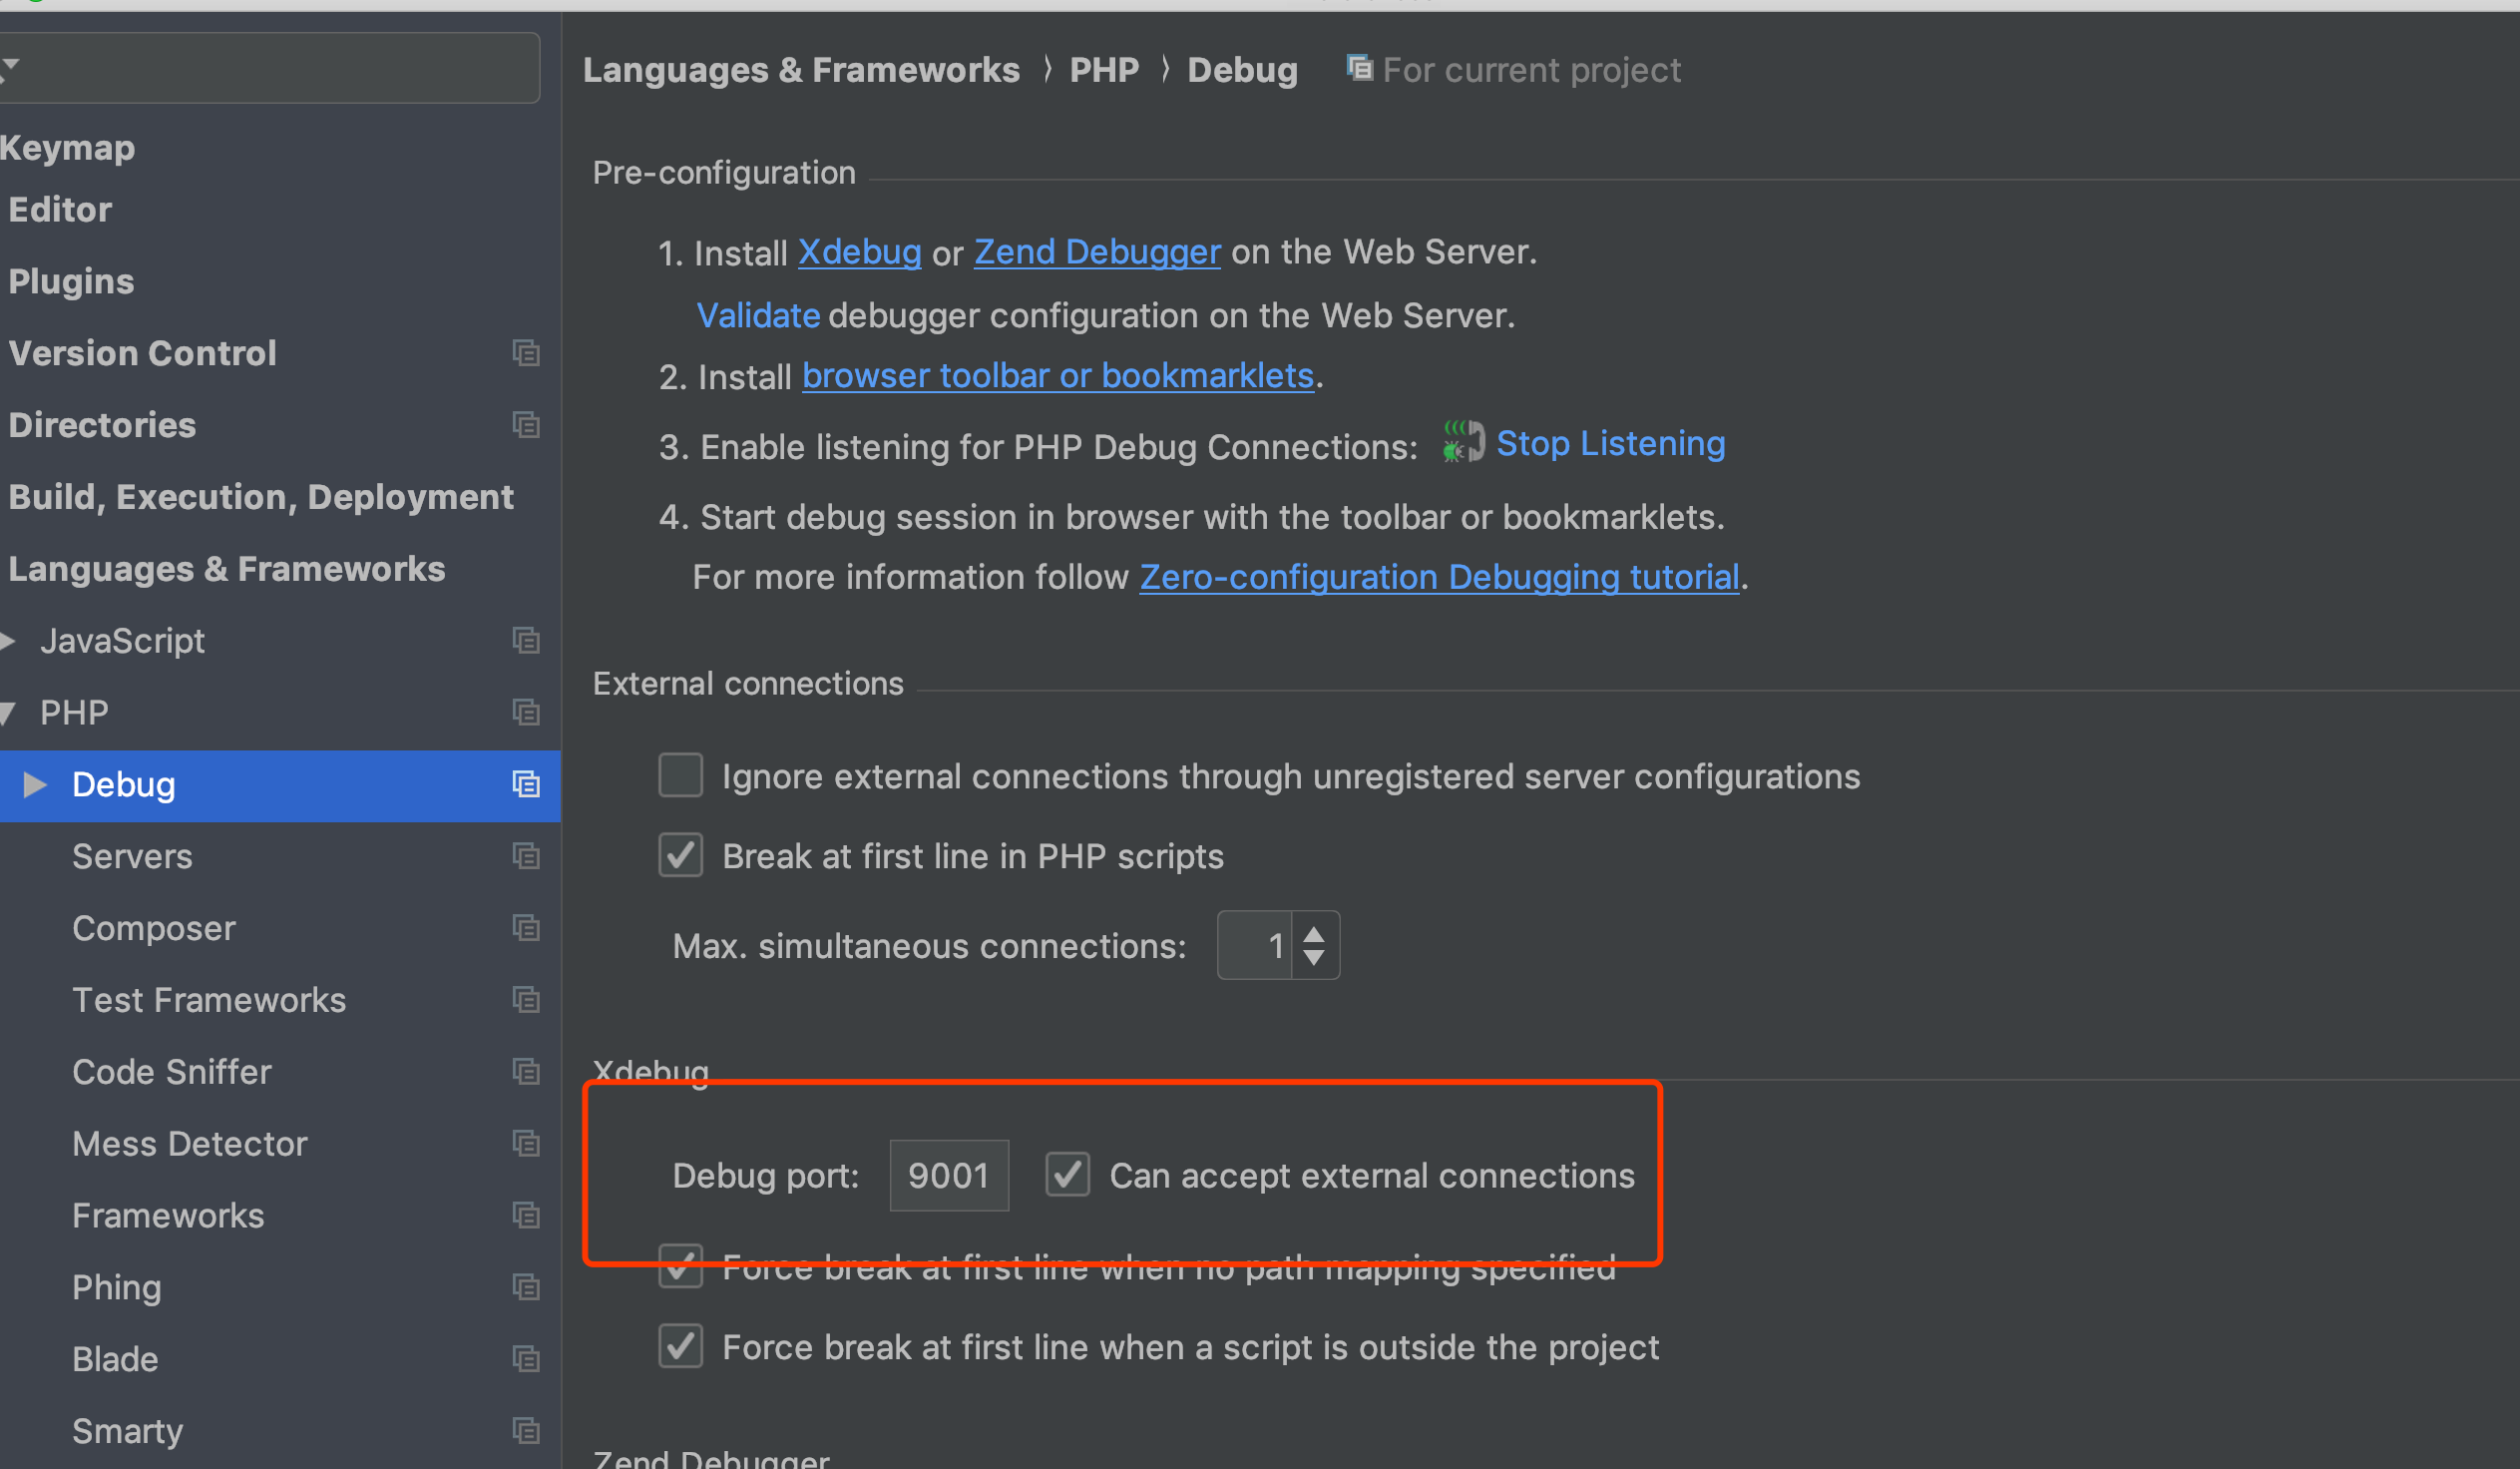 Languages & Frameworks 〉 PHP 〉 Debug For current project
Keymap
Editor
Plugins
Version Control
Directories
Build, Execution, Deployment
Languages & Frameworks
JavaScript
PHP
Debug
Servers
Composer
Test Frameworks
Code Sniffer
Mess Detector
Frameworks
Phing
Blade
Smarty
Pre-configuration
1. Install Xdebug or Zend Debugger on the Web Server.
Validate debugger configuration on the Web Server.
2. Install browser toolbar or bookmarklets.
3. Enable listening for PHP Debug Connections: Stop Listening
4. Start debug session in browser with the toolbar or bookmarklets.
For more information follow Zero-configuration Debugging tutorial.
External connections
Ignore external connections through unregistered server configurations
Break at first line in PHP scripts
Max. simultaneous connections: 1
Xdebug
Debug port: 9001 Can accept external connections
Force break at first line when no path mapping specified
Force break at first line when a script is outside the project
Zend Debugger